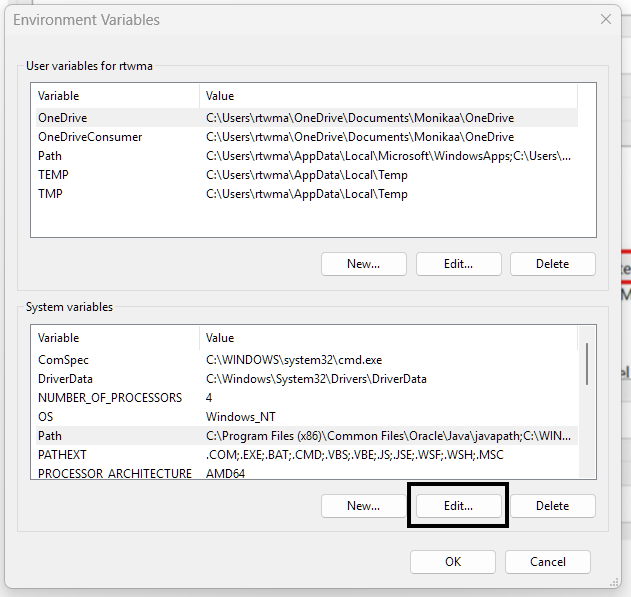 Environment Variables
User variables for rtwma
Variable Value
OneDrive C:\Users\rtwma\OneDrive\Documents\Monikaa\OneDrive
OneDriveConsumer C:\Users\rtwma\OneDrive\Documents\Monikaa\OneDrive
Path C:\Users\rtwma\AppData\Local\Microsoft\WindowsApps;C:\Users\...
TEMP C:\Users\rtwma\AppData\Local\Temp
TMP C:\Users\rtwma\AppData\Local\Temp
New... Edit... Delete
System variables
Variable Value
ComSpec C:\WINDOWS\system32\cmd.exe
DriverData C:\Windows\System32\Drivers\DriverData
NUMBER_OF_PROCESSORS 4
OS Windows_NT
Path C:\Program Files (x86)\Common Files\Oracle\Java\javapath;C:\WIN...
PATHEXT .COM;.EXE;.BAT;.CMD;.VBS;.VBE;.JS;.JSE;.WSF;.WSH;.MSC
PROCESSOR_ARCHITECTURE AMD64
New... Edit... Delete
OK Cancel